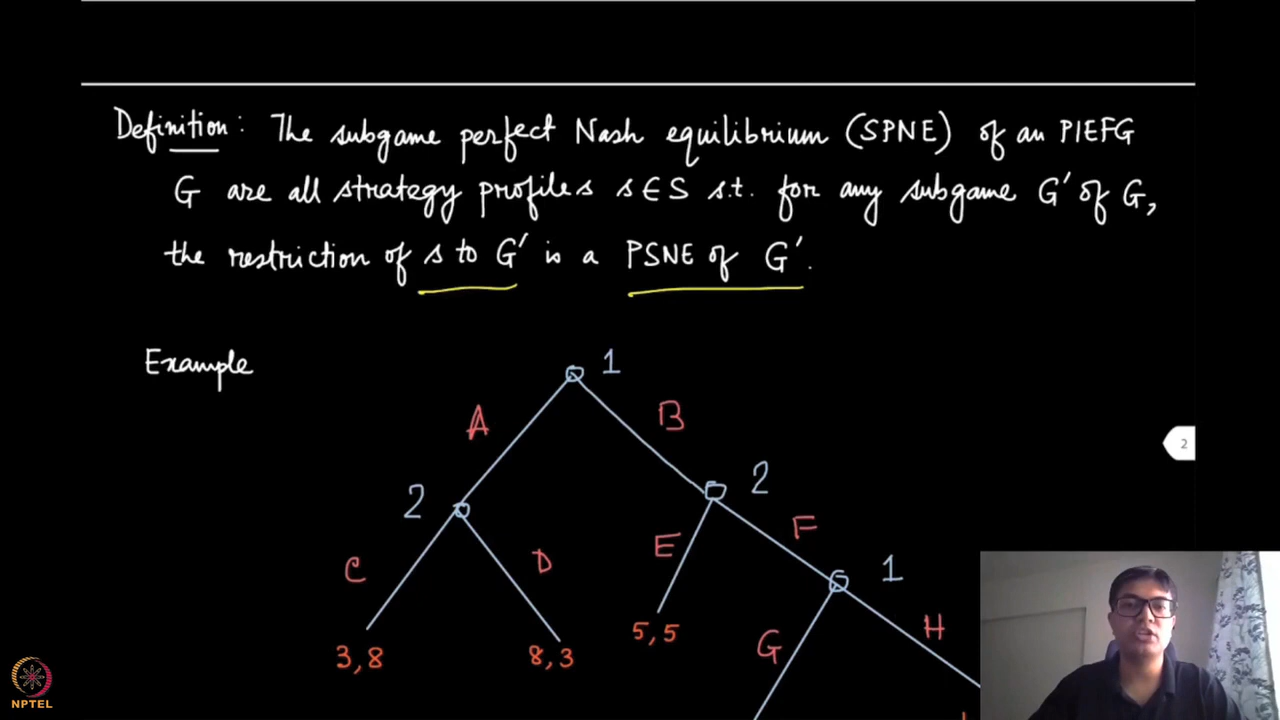 Definition: The subgame perfect Nash equilibrium (SPNE) of an PIEFG
G are all strategy profiles s∈S s.t. for any subgame G' of G,
the restriction of s to G' is a PSNE of G'.
Example
1
A
B
2
2
C
D
E
F
1
3,8
8,3
5,5
G
H
2
NPTEL